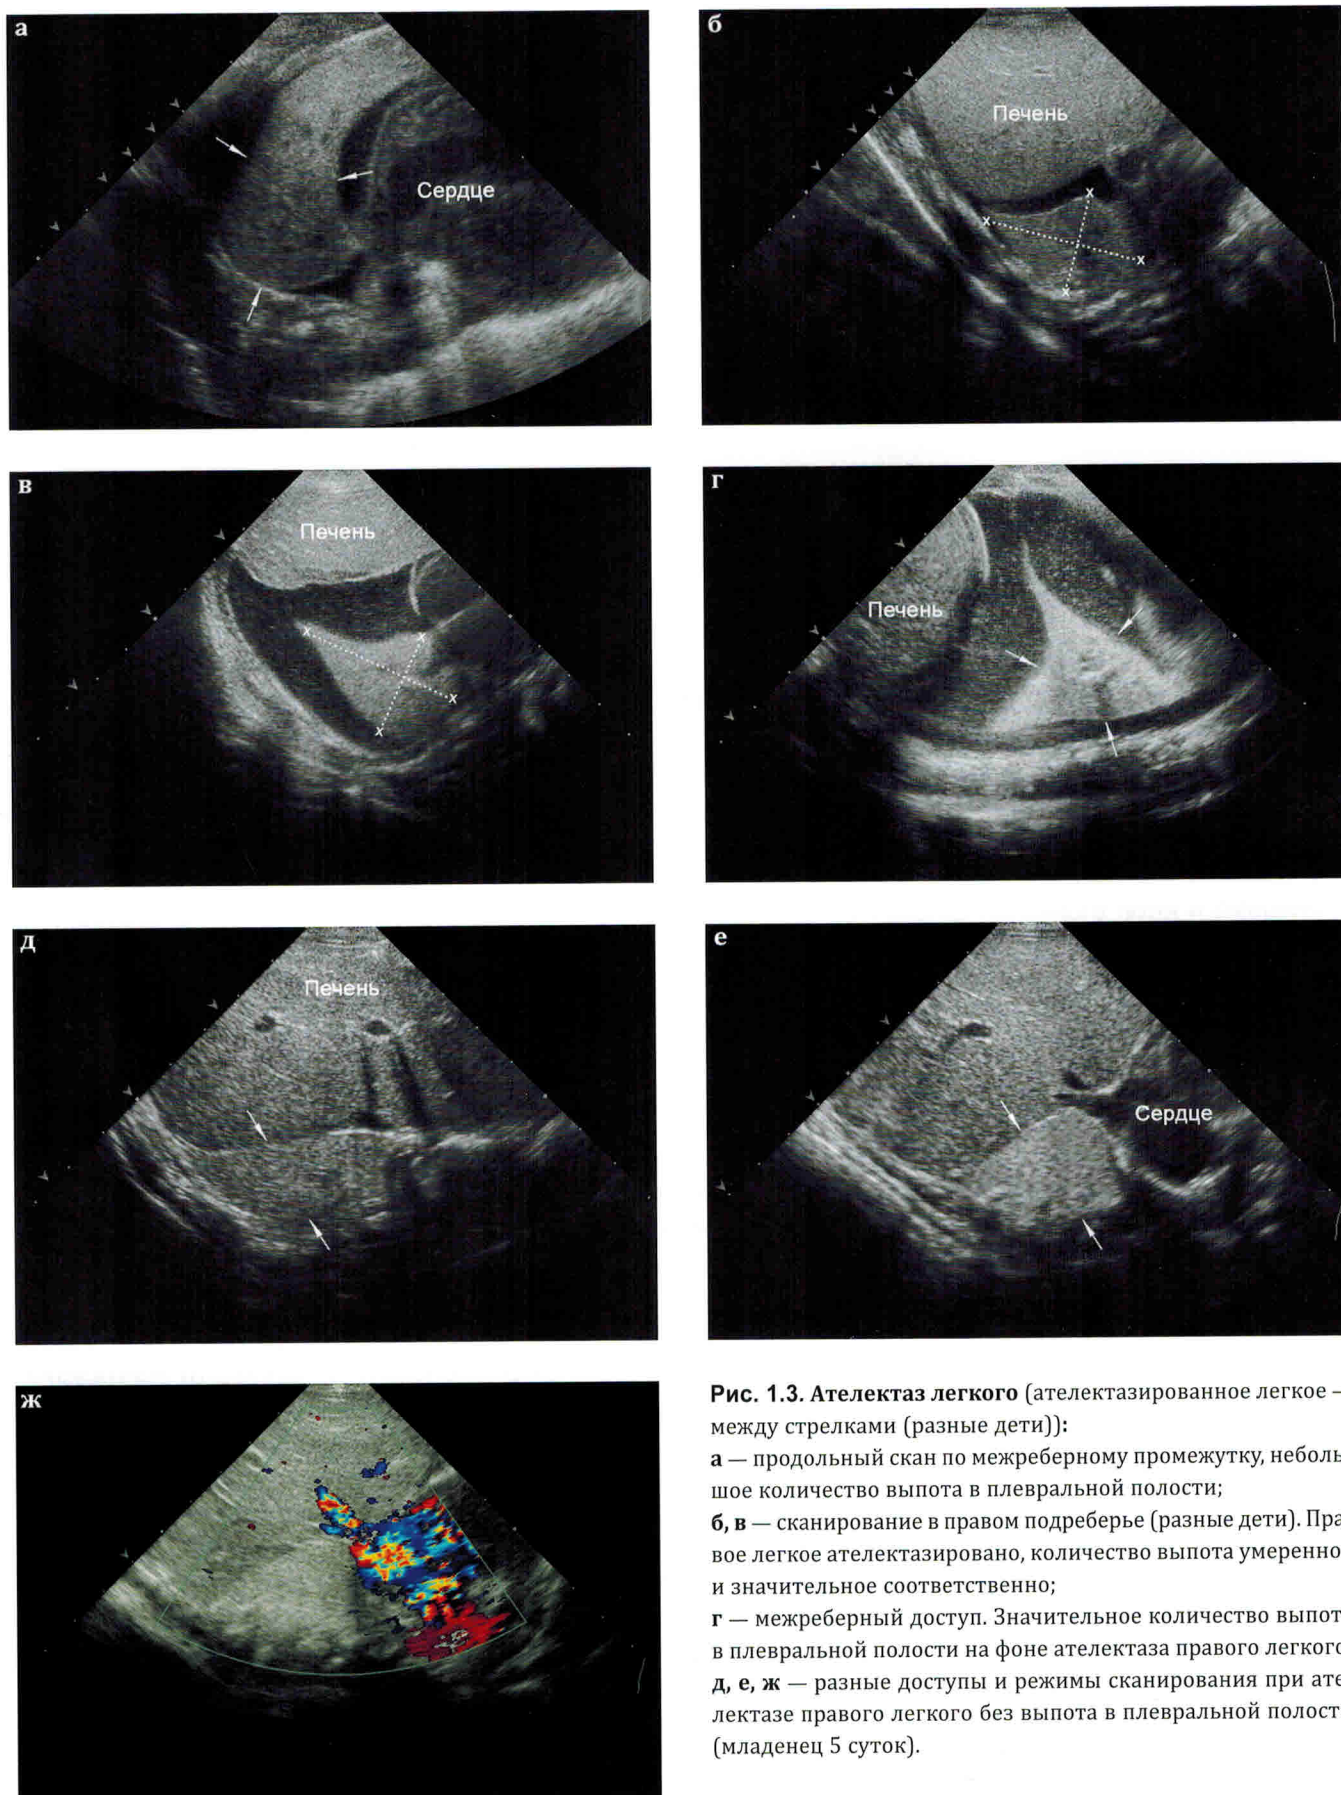 а
Сердце
б
Печень
в
Печень
г
Печень
д
Печень
е
Сердце
ж
Рис. 1.3. Ателектаз легкого (ателектазированное легкое –
между стрелками (разные дети)):
а — продольный скан по межреберному промежутку, неболь
шое количество выпота в плевральной полости;
б, в — сканирование в правом подреберье (разные дети). Пра
вое легкое ателектазировано, количество выпота умеренно
и значительное соответственно;
г — межреберный доступ. Значительное количество выпот
в плевральной полости на фоне ателектаза правого легкого
д, е, ж — разные доступы и режимы сканирования при ате
лектазе правого легкого без выпота в плевральной полост
(младенец 5 суток).